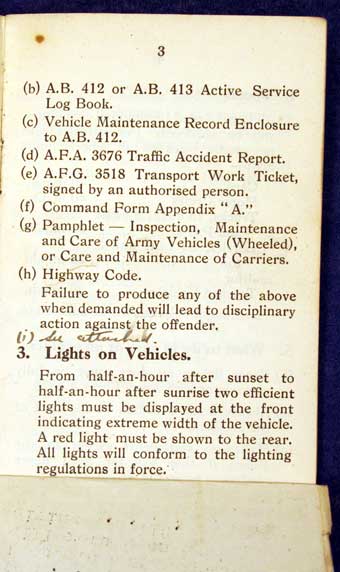 3
(b) A.B. 412 or A.B. 413 Active Service
Log Book.
(c) Vehicle Maintenance Record Enclosure
to A.B. 412.
(d) A.F.A. 3676 Traffic Accident Report.
(e) A.F.G. 3518 Transport Work Ticket,
signed by an authorised person.
(f) Command Form Appendix "A."
(g) Pamphlet — Inspection, Maintenance
and Care of Army Vehicles (Wheeled),
or Care and Maintenance of Carriers.
(h) Highway Code.
Failure to produce any of the above
when demanded will lead to disciplinary
action against the offender.
(i) See attached.
3. Lights on Vehicles.
From half-an-hour after sunset to
half-an-hour after sunrise two efficient
lights must be displayed at the front
indicating extreme width of the vehicle.
A red light must be shown to the rear.
All lights will conform to the lighting
regulations in force.